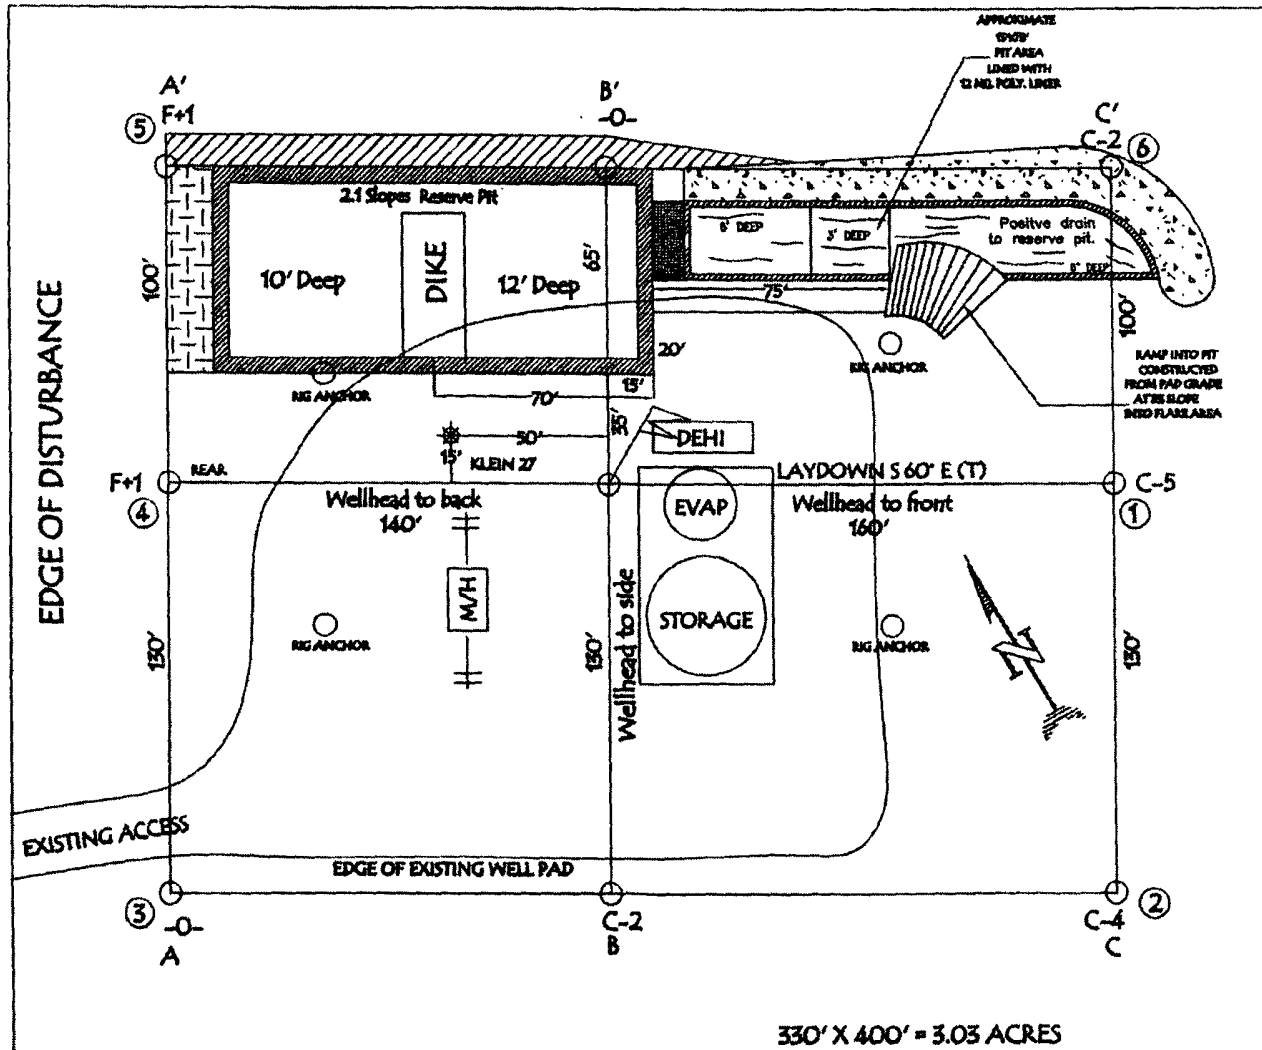 APPROXIMATE
PIT AREA
LINED WITH
12 MIL. POLY. LINER
A'
F+1
5
B'
-0-
C'
C-2
6
2.1 Slopes Reserve Pit
10' Deep
DIKE
12' Deep
65'
100'
6' DEEP
3' DEEP
Positve drain
to reserve pit.
6' DEEP
75'
100'
20'
15'
RIG ANCHOR
70'
RIG ANCHOR
RAMP INTO PIT
CONSTRUCTED
FROM PAD GRADE
INTO FLARE AREA
EDGE OF DISTURBANCE
50'
15'
KLEIN 27
35'
DEHI
F+1
REAR
4
LAYDOWN S 60° E (T)
C-5
1
Wellhead to back
140'
EVAP
Wellhead to front
160'
M/H
STORAGE
RIG ANCHOR
RIG ANCHOR
130'
130'
Wellhead to side
130'
N
EXISTING ACCESS
EDGE OF EXISTING WELL PAD
3
-0-
A
C-2
B
C-4
C
2
330' X 400' = 3.03 ACRES